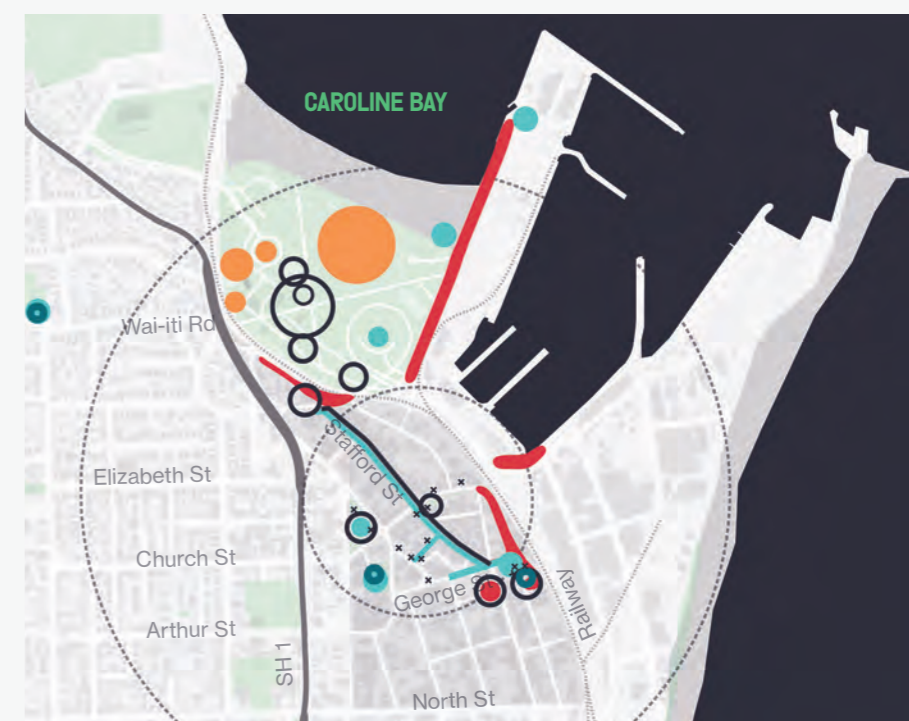 CAROLINE BAY
Wai-iti Rd
Stafford St
Elizabeth St
Church St
George St
Railway
Arthur St
SH 1
North St